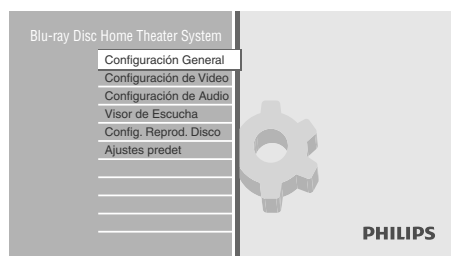 Blu-ray Disc Home Theater System
Configuración General
Configuración de Video
Configuración de Audio
Visor de Escucha
Config. Reprod. Disco
Ajustes predet
PHILIPS